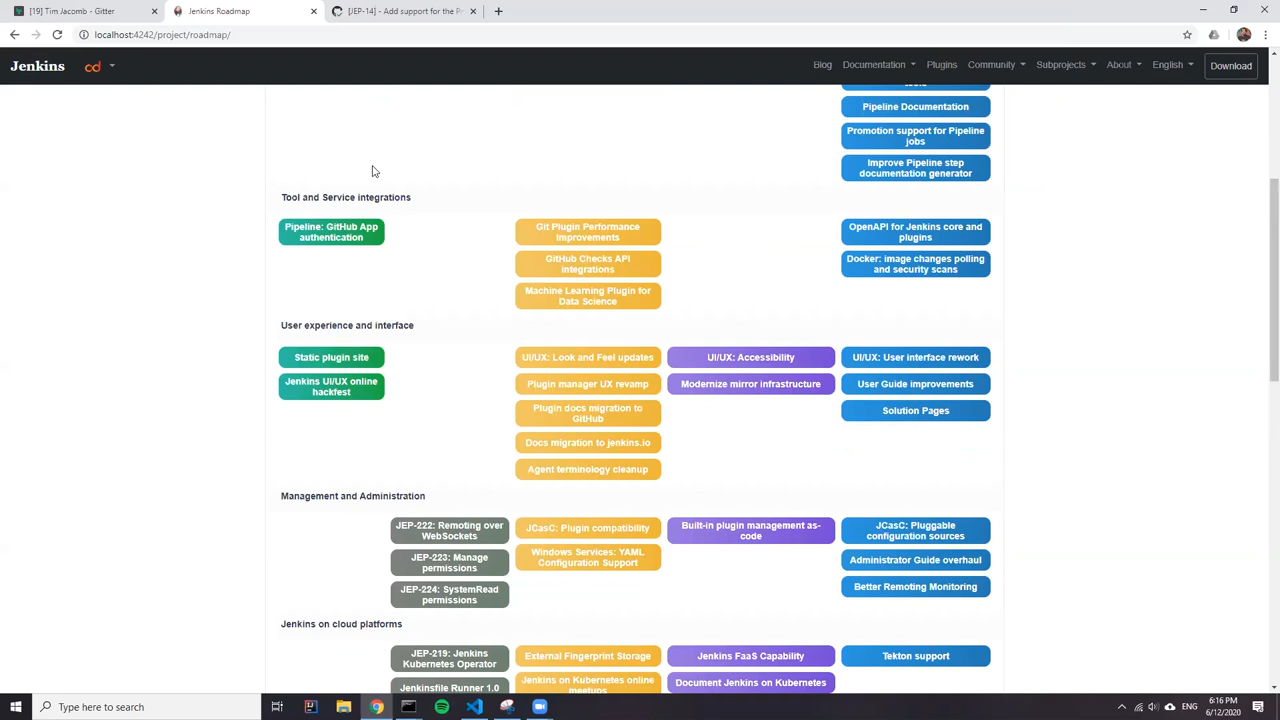 [19] Tim Jacomb - Gitter
Jenkins Roadmap
[JEP-14] - Add support for the Pr
localhost:4242/project/roadmap/
Jenkins
cd
Blog
Documentation
Plugins
Community
Subprojects
About
English
Download
Pipeline Documentation
Promotion support for Pipeline
jobs
Improve Pipeline step
documentation generator
Tool and Service integrations
Pipeline: GitHub App
authentication
Git Plugin Performance
Improvements
OpenAPI for Jenkins core and
plugins
GitHub Checks API
integrations
Docker: image changes polling
and security scans
Machine Learning Plugin for
Data Science
User experience and interface
Static plugin site
UI/UX: Look and Feel updates
UI/UX: Accessibility
UI/UX: User interface rework
Jenkins UI/UX online
hackfest
Plugin manager UX revamp
Modernize mirror infrastructure
User Guide improvements
Plugin docs migration to
GitHub
Solution Pages
Docs migration to jenkins.io
Agent terminology cleanup
Management and Administration
JEP-222: Remoting over
WebSockets
JCasC: Plugin compatibility
Built-in plugin management as-
code
JCasC: Pluggable
configuration sources
JEP-223: Manage
permissions
Windows Services: YAML
Configuration Support
Administrator Guide overhaul
JEP-224: SystemRead
permissions
Better Remoting Monitoring
Jenkins on cloud platforms
JEP-219: Jenkins
Kubernetes Operator
External Fingerprint Storage
Jenkins FaaS Capability
Tekton support
Jenkinsfile Runner 1.0
Jenkins on Kubernetes online
meetups
Document Jenkins on Kubernetes
Type here to search
ENG
6:16 PM
6/12/2020